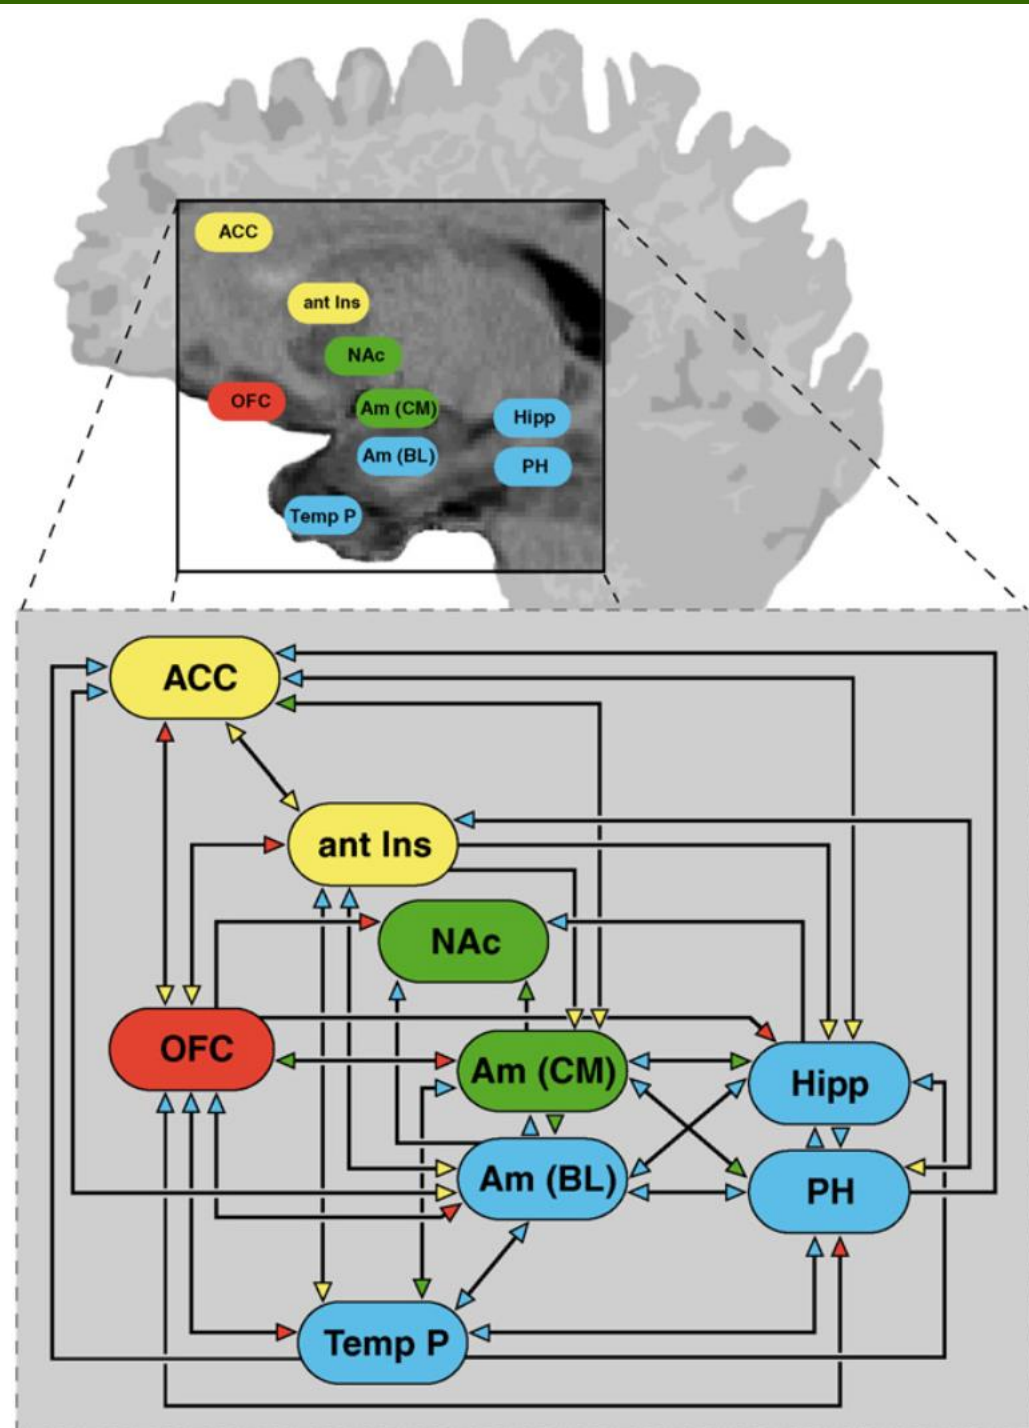 ACC
ant Ins
NAc
OFC
Am (CM)
Hipp
Am (BL)
PH
Temp P
ACC
ant Ins
NAc
OFC
Am (CM)
Hipp
Am (BL)
PH
Temp P